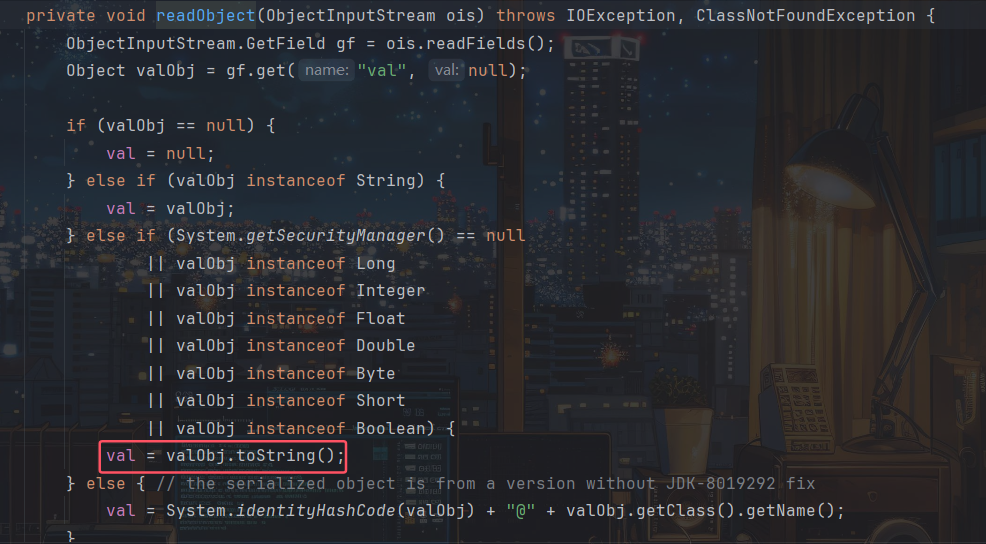 private void readObject(ObjectInputStream ois) throws IOException, ClassNotFoundException {
    ObjectInputStream.GetField gf = ois.readFields();
    Object valObj = gf.get( name: "val", val: null);

    if (valObj == null) {
        val = null;
    } else if (valObj instanceof String) {
        val = valObj;
    } else if (System.getSecurityManager() == null
            || valObj instanceof Long
            || valObj instanceof Integer
            || valObj instanceof Float
            || valObj instanceof Double
            || valObj instanceof Byte
            || valObj instanceof Short
            || valObj instanceof Boolean) {
        val = valObj.toString();
    } else { // the serialized object is from a version without JDK-8019292 fix
        val = System.identityHashCode(valObj) + "@" + valObj.getClass().getName();
    }